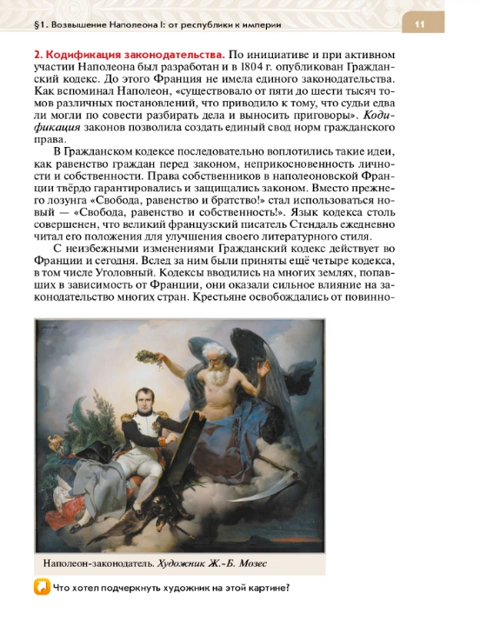 § 1. Возвышение Наполеона I: от республики к империи 11
2. Кодификация законодательства. По инициативе и при активном
участии Наполеона был разработан и в 1804 г. опубликован Граждан-
ский кодекс. До этого Франция не имела единого законодательства.
Как вспоминал Наполеон, «существовало от пяти до шести тысяч то-
мов различных постановлений, что приводило к тому, что судьи едва
ли могли по совести разбирать дела и выносить приговоры». Коди-
фикация законов позволила создать единый свод норм гражданского
права.
В Гражданском кодексе последовательно воплотились такие идеи,
как равенство граждан перед законом, неприкосновенность лично-
сти и собственности. Права собственников в наполеоновской Фран-
ции твёрдо гарантировались и защищались законом. Вместо прежне-
го лозунга «Свобода, равенство и братство!» стал использоваться но-
вый — «Свобода, равенство и собственность!». Язык кодекса столь
совершенен, что великий французский писатель Стендаль ежедневно
читал его положения для улучшения своего литературного стиля.
С неизбежными изменениями Гражданский кодекс действует во
Франции и сегодня. Вслед за ним были приняты ещё четыре кодекса,
в том числе Уголовный. Кодексы вводились на многих землях, попав-
ших в зависимость от Франции, они оказали сильное влияние на за-
конодательство многих стран. Крестьяне освобождались от повинно-
Наполеон-законодатель. Художник Ж.-Б. Мозес
Что хотел подчеркнуть художник на этой картине?